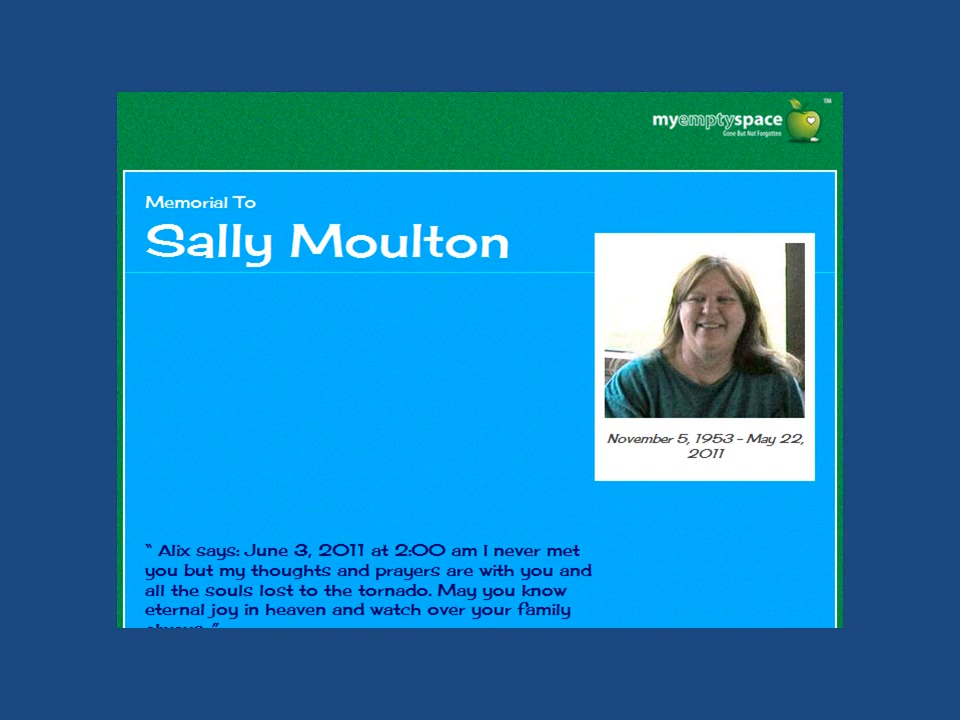 myemptyspace
TM
Gone But Not Forgotten
Memorial To
Sally Moulton
November 5, 1953 - May 22,
2011
“ Alix says: June 3, 2011 at 2:00 am I never met
you but my thoughts and prayers are with you and
all the souls lost to the tornado. May you know
eternal joy in heaven and watch over your family